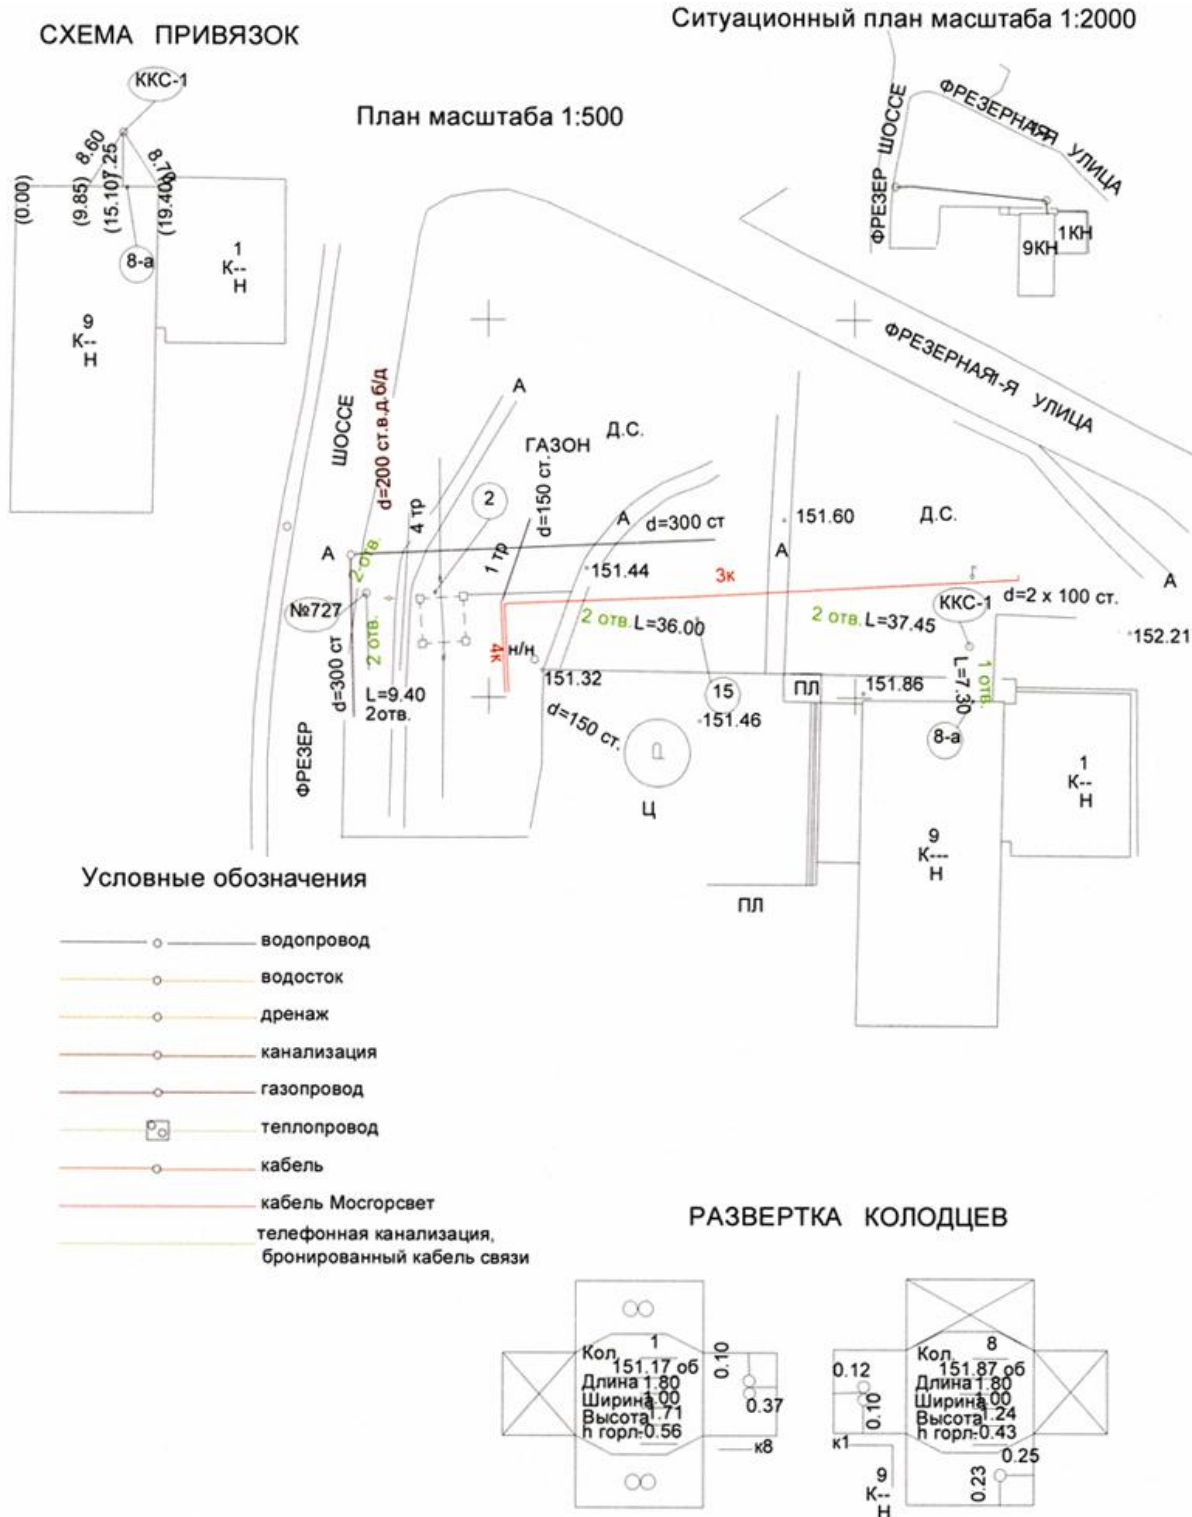 СХЕМА ПРИВЯЗОК
Ситуационный план масштаба 1:2000
План масштаба 1:500
ККС-1
8.60
7.25
8.70
(0.00)
(9.85)
(15.10)
(19.40)
8-а
1
К--
Н
9
К--
Н
ФРЕЗЕР ШОССЕ
ФРЕЗЕРНАЯ
1-Я
УЛИЦА
1КН
9КН
ФРЕЗЕРНАЯ
1-Я
УЛИЦА
ШОССЕ
d=200 ст.в.д.б/д
А
ГАЗОН
Д.С.
2
d=150 ст.
4 тр
А
d=300 ст
А
151.60
Д.С.
А
2 отв.
1 тр
151.44
3к
А
№727
ККС-1
d=2 x 100 ст.
2 отв.
2 отв.
L=36.00
2 отв.
L=37.45
152.21
d=300 ст
4к
н/н
151.32
L=9.40
2отв.
d=150 ст.
15
151.46
ПЛ
151.86
L=7.30
1 отв.
8-а
ФРЕЗЕР
Ц
1
К--
Н
9
К---
Н
ПЛ
Условные обозначения
водопровод
водосток
дренаж
канализация
газопровод
теплопровод
кабель
кабель Мосгорсвет
телефонная канализация,
бронированный кабель связи
РАЗВЕРТКА КОЛОДЦЕВ
Кол. 1
151.17 об
Длина 1.80
Ширина 1.00
Высота 1.71
h горл-0.56
0.10
0.37
к8
Кол. 8
151.87 об
Длина 1.80
Ширина 1.00
Высота 1.24
h горл-0.43
0.12
0.10
к1
9
К--
Н
0.25
0.23